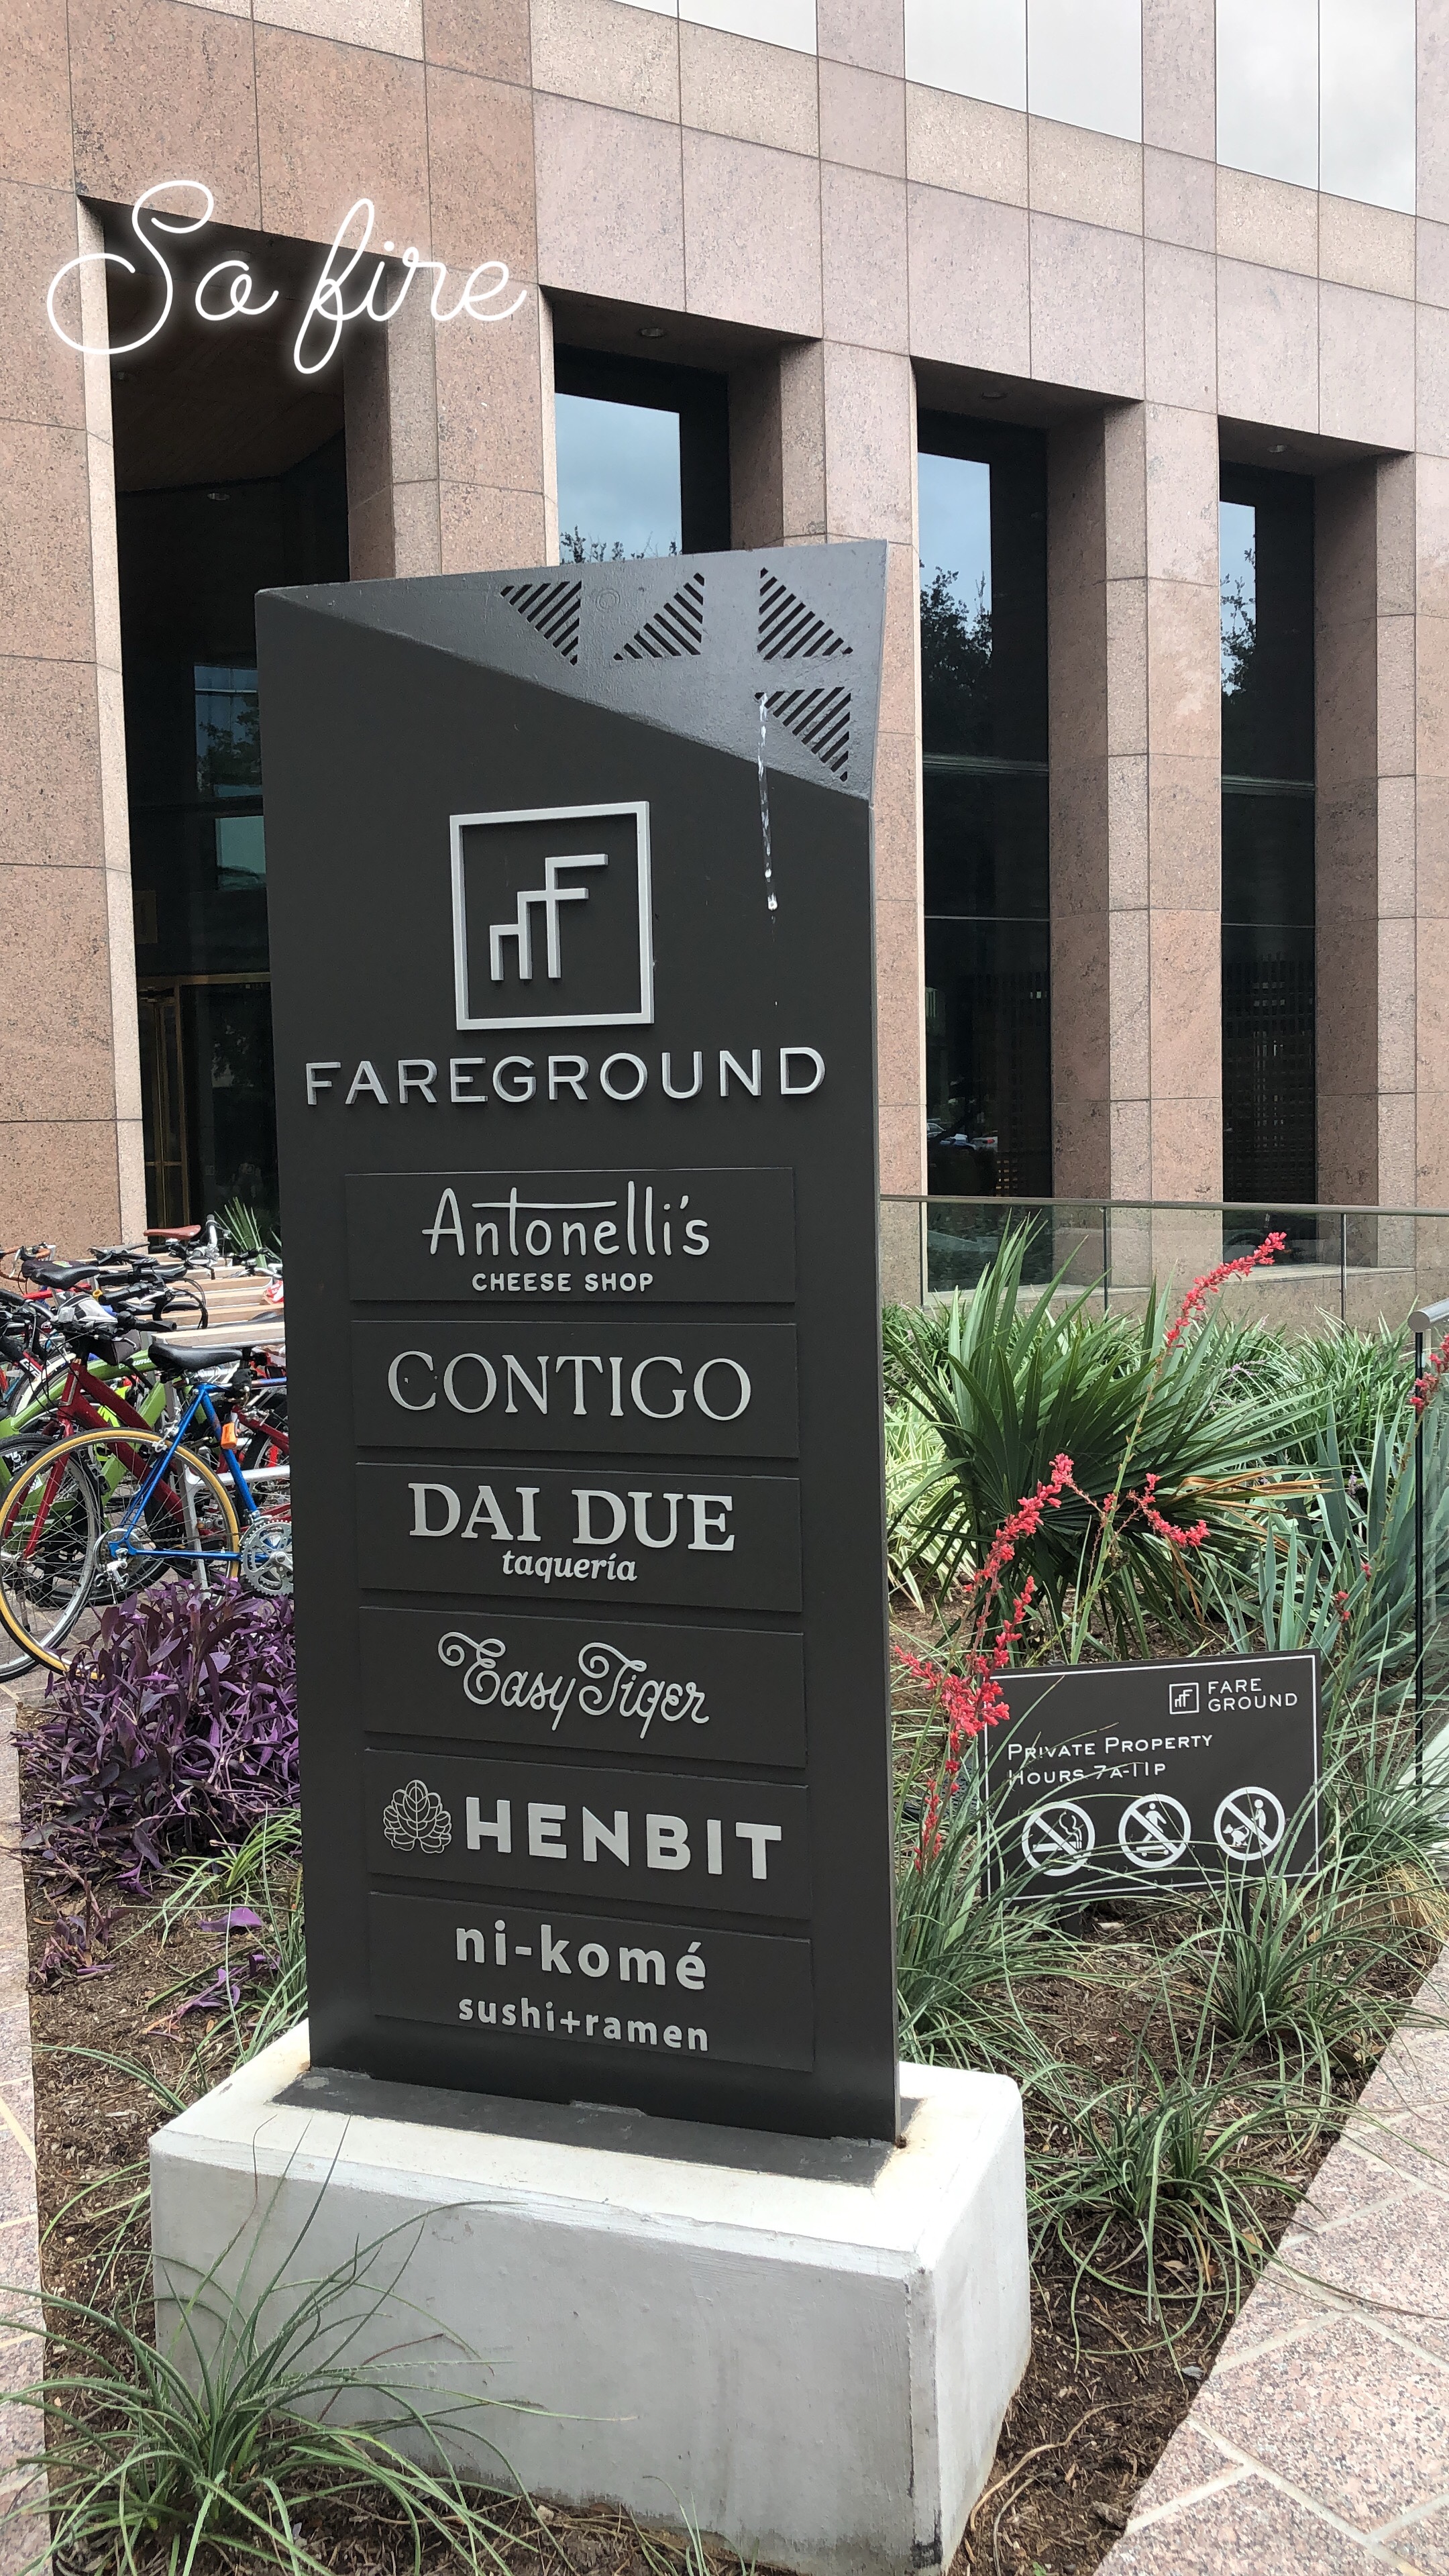 So fire
FAREGROUND
Antonelli's
CHEESE SHOP
CONTIGO
DAI DUE
taquería
Easy Tiger
HENBIT
ni-komé
sushi+ramen
FARE
GROUND
PRIVATE PROPERTY
HOURS 7A-11P